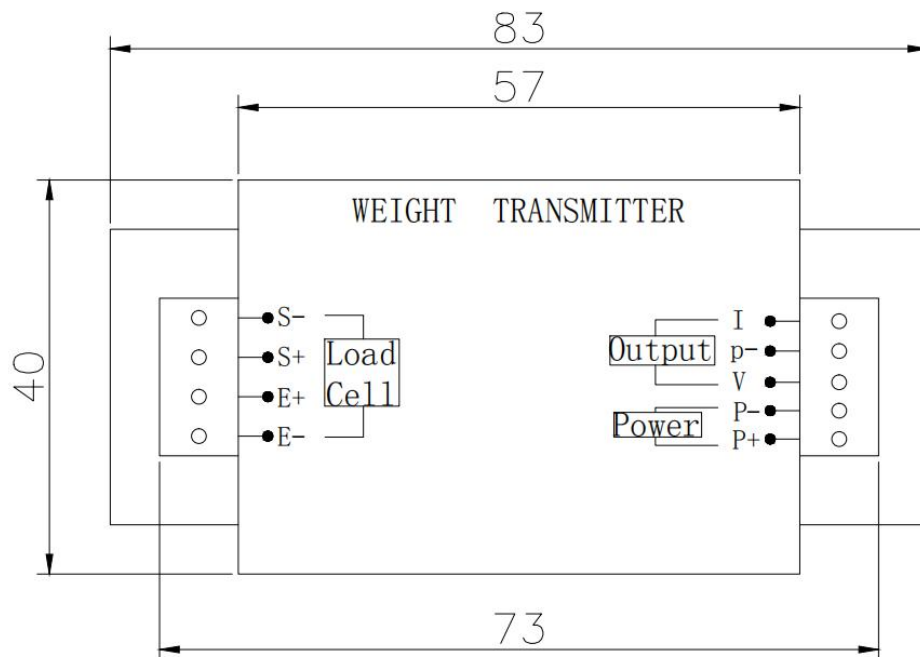 83
57
WEIGHT TRANSMITTER
40
S-
S+
E+
E-
Load
Cell
Output
Power
I
p-
V
P-
P+
73